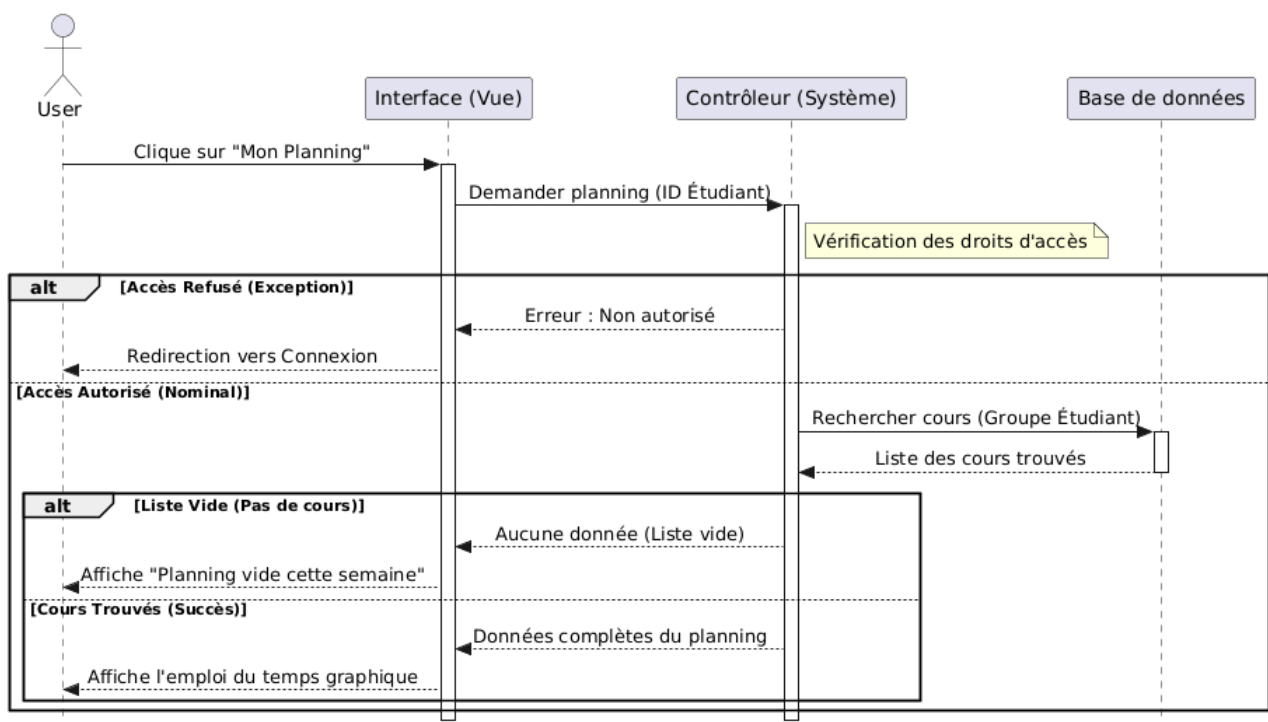 User
Interface (Vue)
Contrôleur (Système)
Base de données
Clique sur "Mon Planning"
Demander planning (ID Étudiant)
Vérification des droits d'accès
alt
[Accès Refusé (Exception)]
Erreur : Non autorisé
Redirection vers Connexion
[Accès Autorisé (Nominal)]
Rechercher cours (Groupe Étudiant)
Liste des cours trouvés
alt
[Liste Vide (Pas de cours)]
Aucune donnée (Liste vide)
Affiche "Planning vide cette semaine"
[Cours Trouvés (Succès)]
Données complètes du planning
Affiche l'emploi du temps graphique